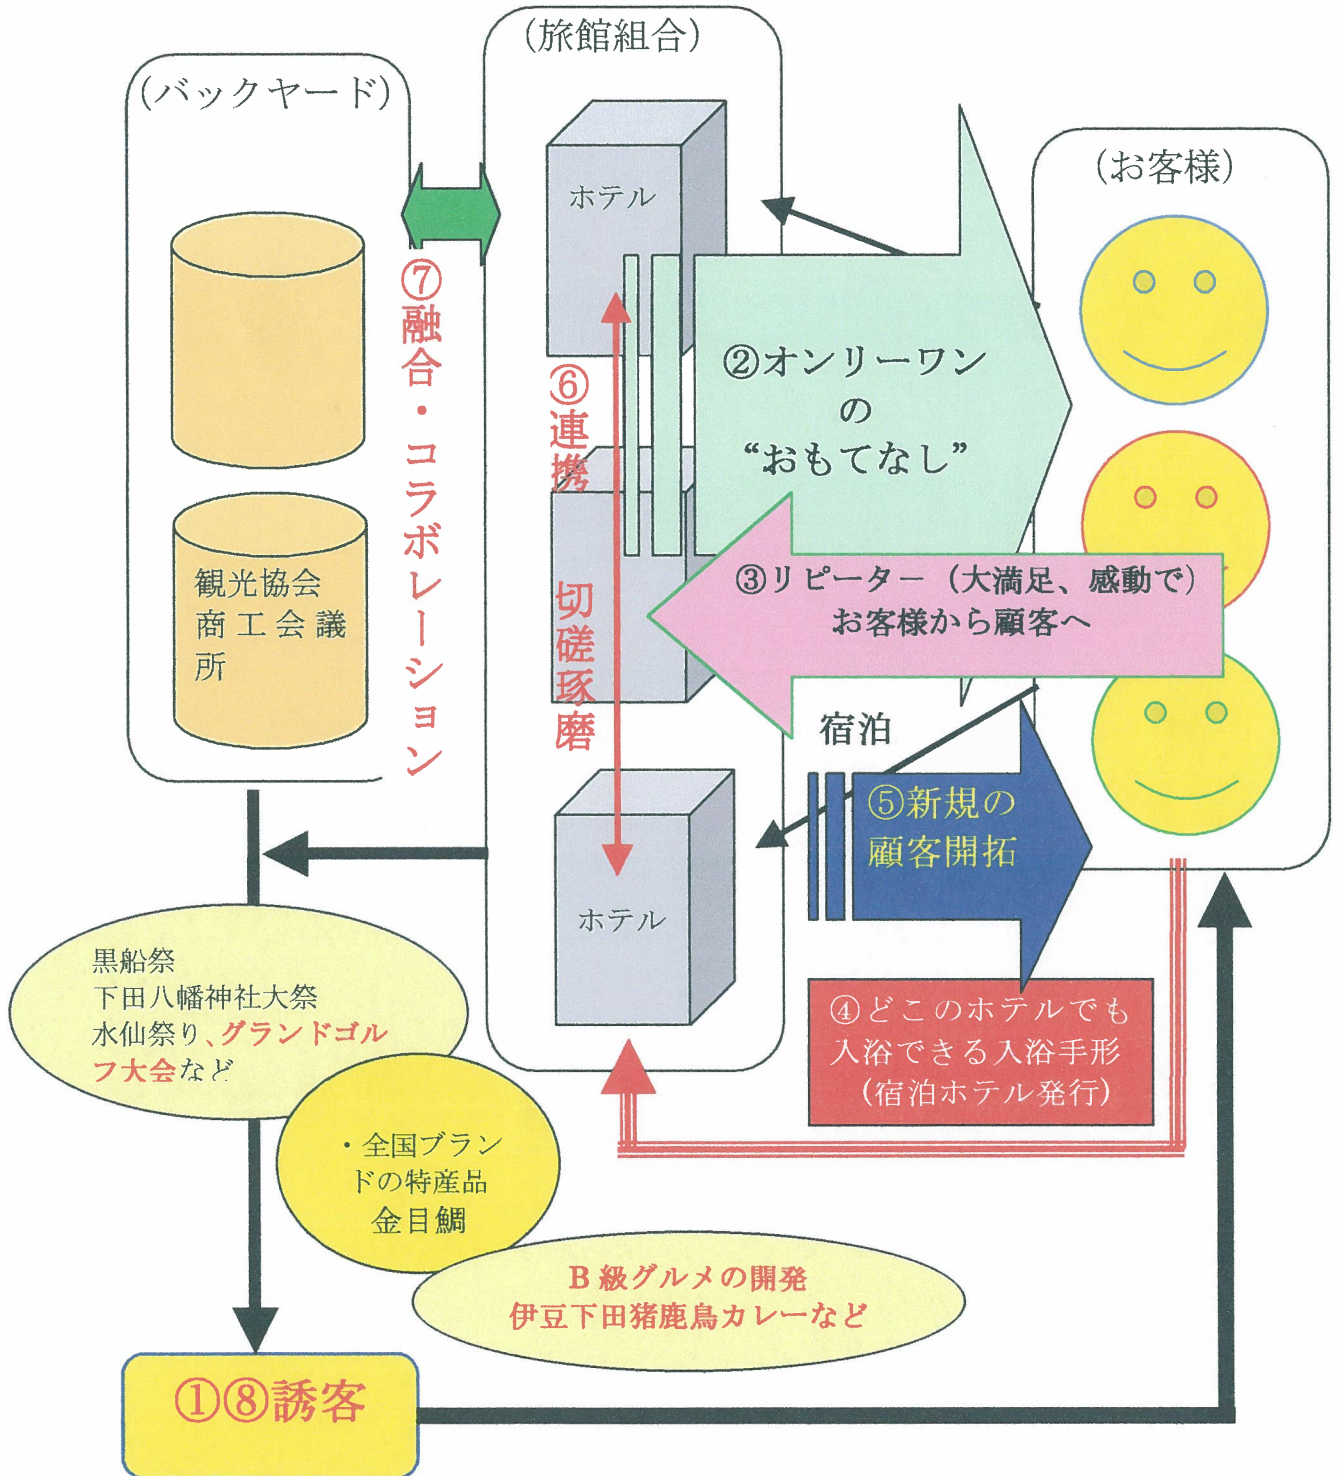 (旅館組合)
(バックヤード)
(お客様)
ホテル
⑦融合・コラボレーション
⑥連携
切磋琢磨
②オンリーワン
の
“おもてなし”
観光協会
商工会議
所
③リピーター（大満足、感動で）
お客様から顧客へ
宿泊
⑤新規の
顧客開拓
ホテル
黒船祭
下田八幡神社大祭
水仙祭り、グランドゴル
フ大会など
④どこのホテルでも
入浴できる入浴手形
(宿泊ホテル発行)
・全国ブラン
ドの特産品
金目鯛
B 級グルメの開発
伊豆下田猪鹿鳥カレーなど
①⑧誘客